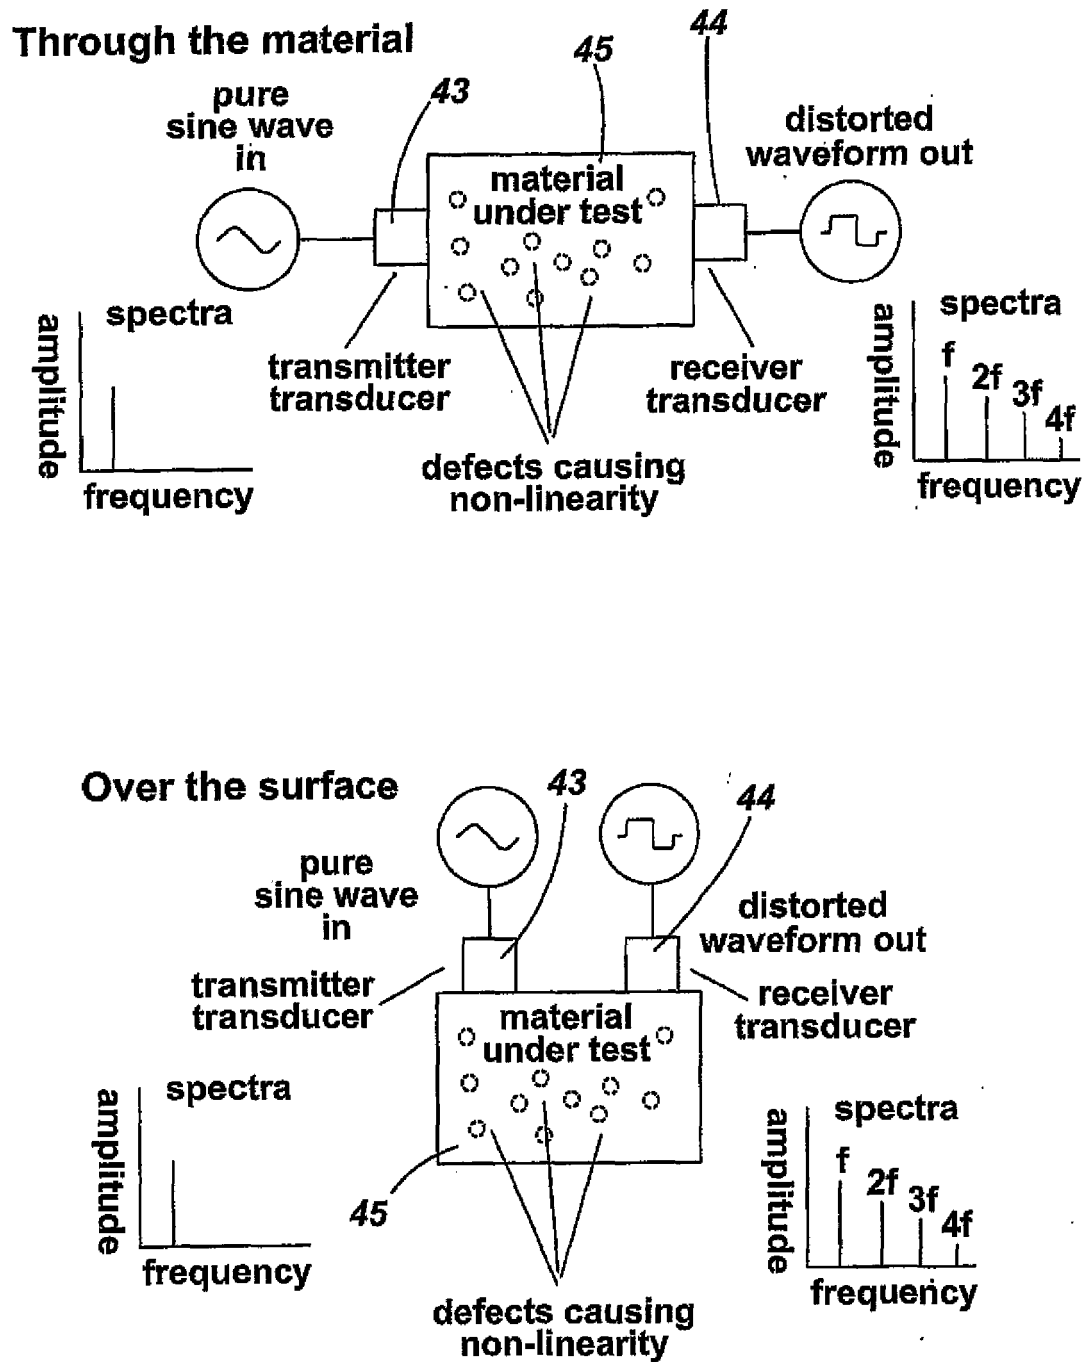 Through the material
44
45
43
pure
sine wave
in
distorted
waveform out
material
under test
spectra
amplitude
frequency
transmitter
transducer
receiver
transducer
spectra
amplitude
f
2f
3f
4f
frequency
defects causing
non-linearity
Over the surface
43
44
pure
sine wave
in
distorted
waveform out
transmitter
transducer
receiver
transducer
material
under test
spectra
amplitude
frequency
45
spectra
amplitude
f
2f
3f
4f
frequency
defects causing
non-linearity